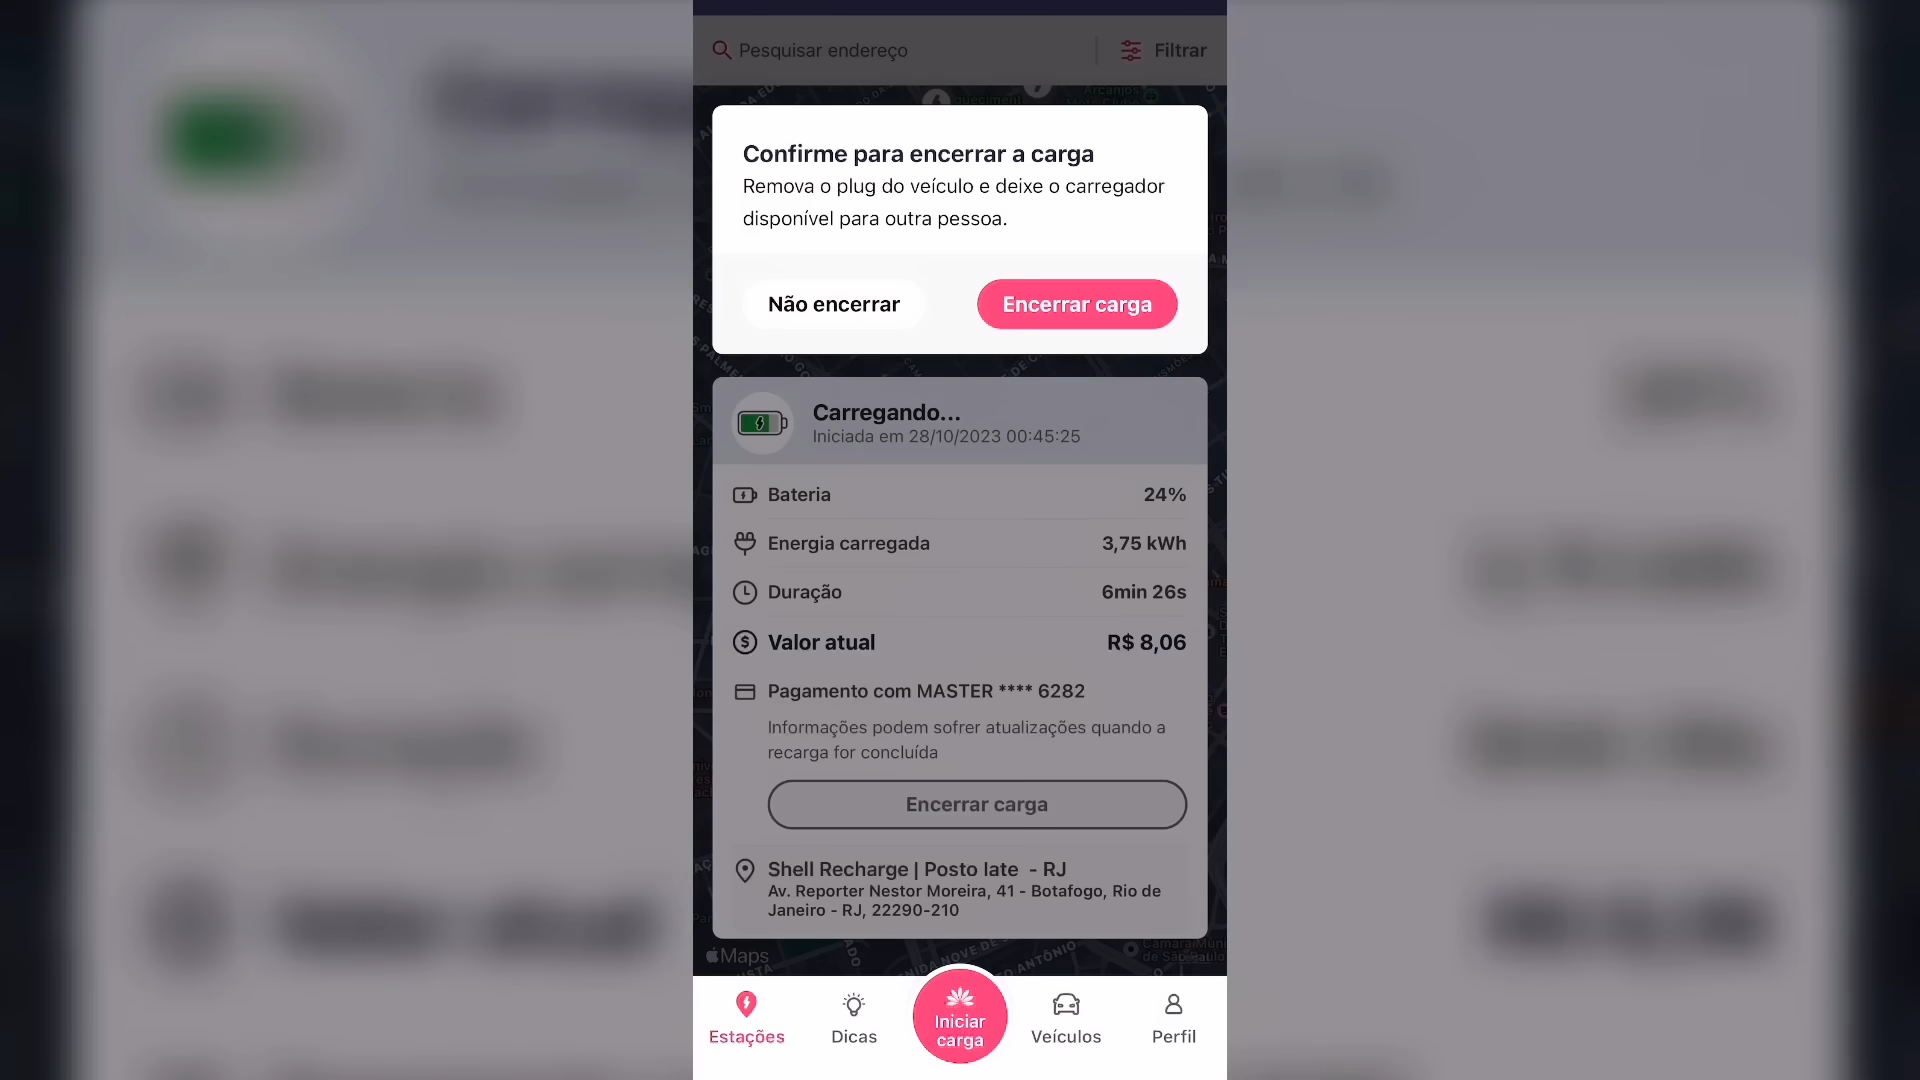 Pesquisar endereço
Filtrar
Confirme para encerrar a carga
Remova o plug do veículo e deixe o carregador
disponível para outra pessoa.
Não encerrar
Encerrar carga
Carregando...
Iniciada em 28/10/2023 00:45:25
Bateria 24%
Energia carregada 3,75 kWh
Duração 6min 26s
Valor atual R$ 8,06
Pagamento com MASTER **** 6282
Informações podem sofrer atualizações quando a
recarga for concluída
Encerrar carga
Shell Recharge | Posto Iate - RJ
Av. Reporter Nestor Moreira, 41 - Botafogo, Rio de
Janeiro - RJ, 22290-210
Maps
Estações
Dicas
Iniciar
carga
Veículos
Perfil